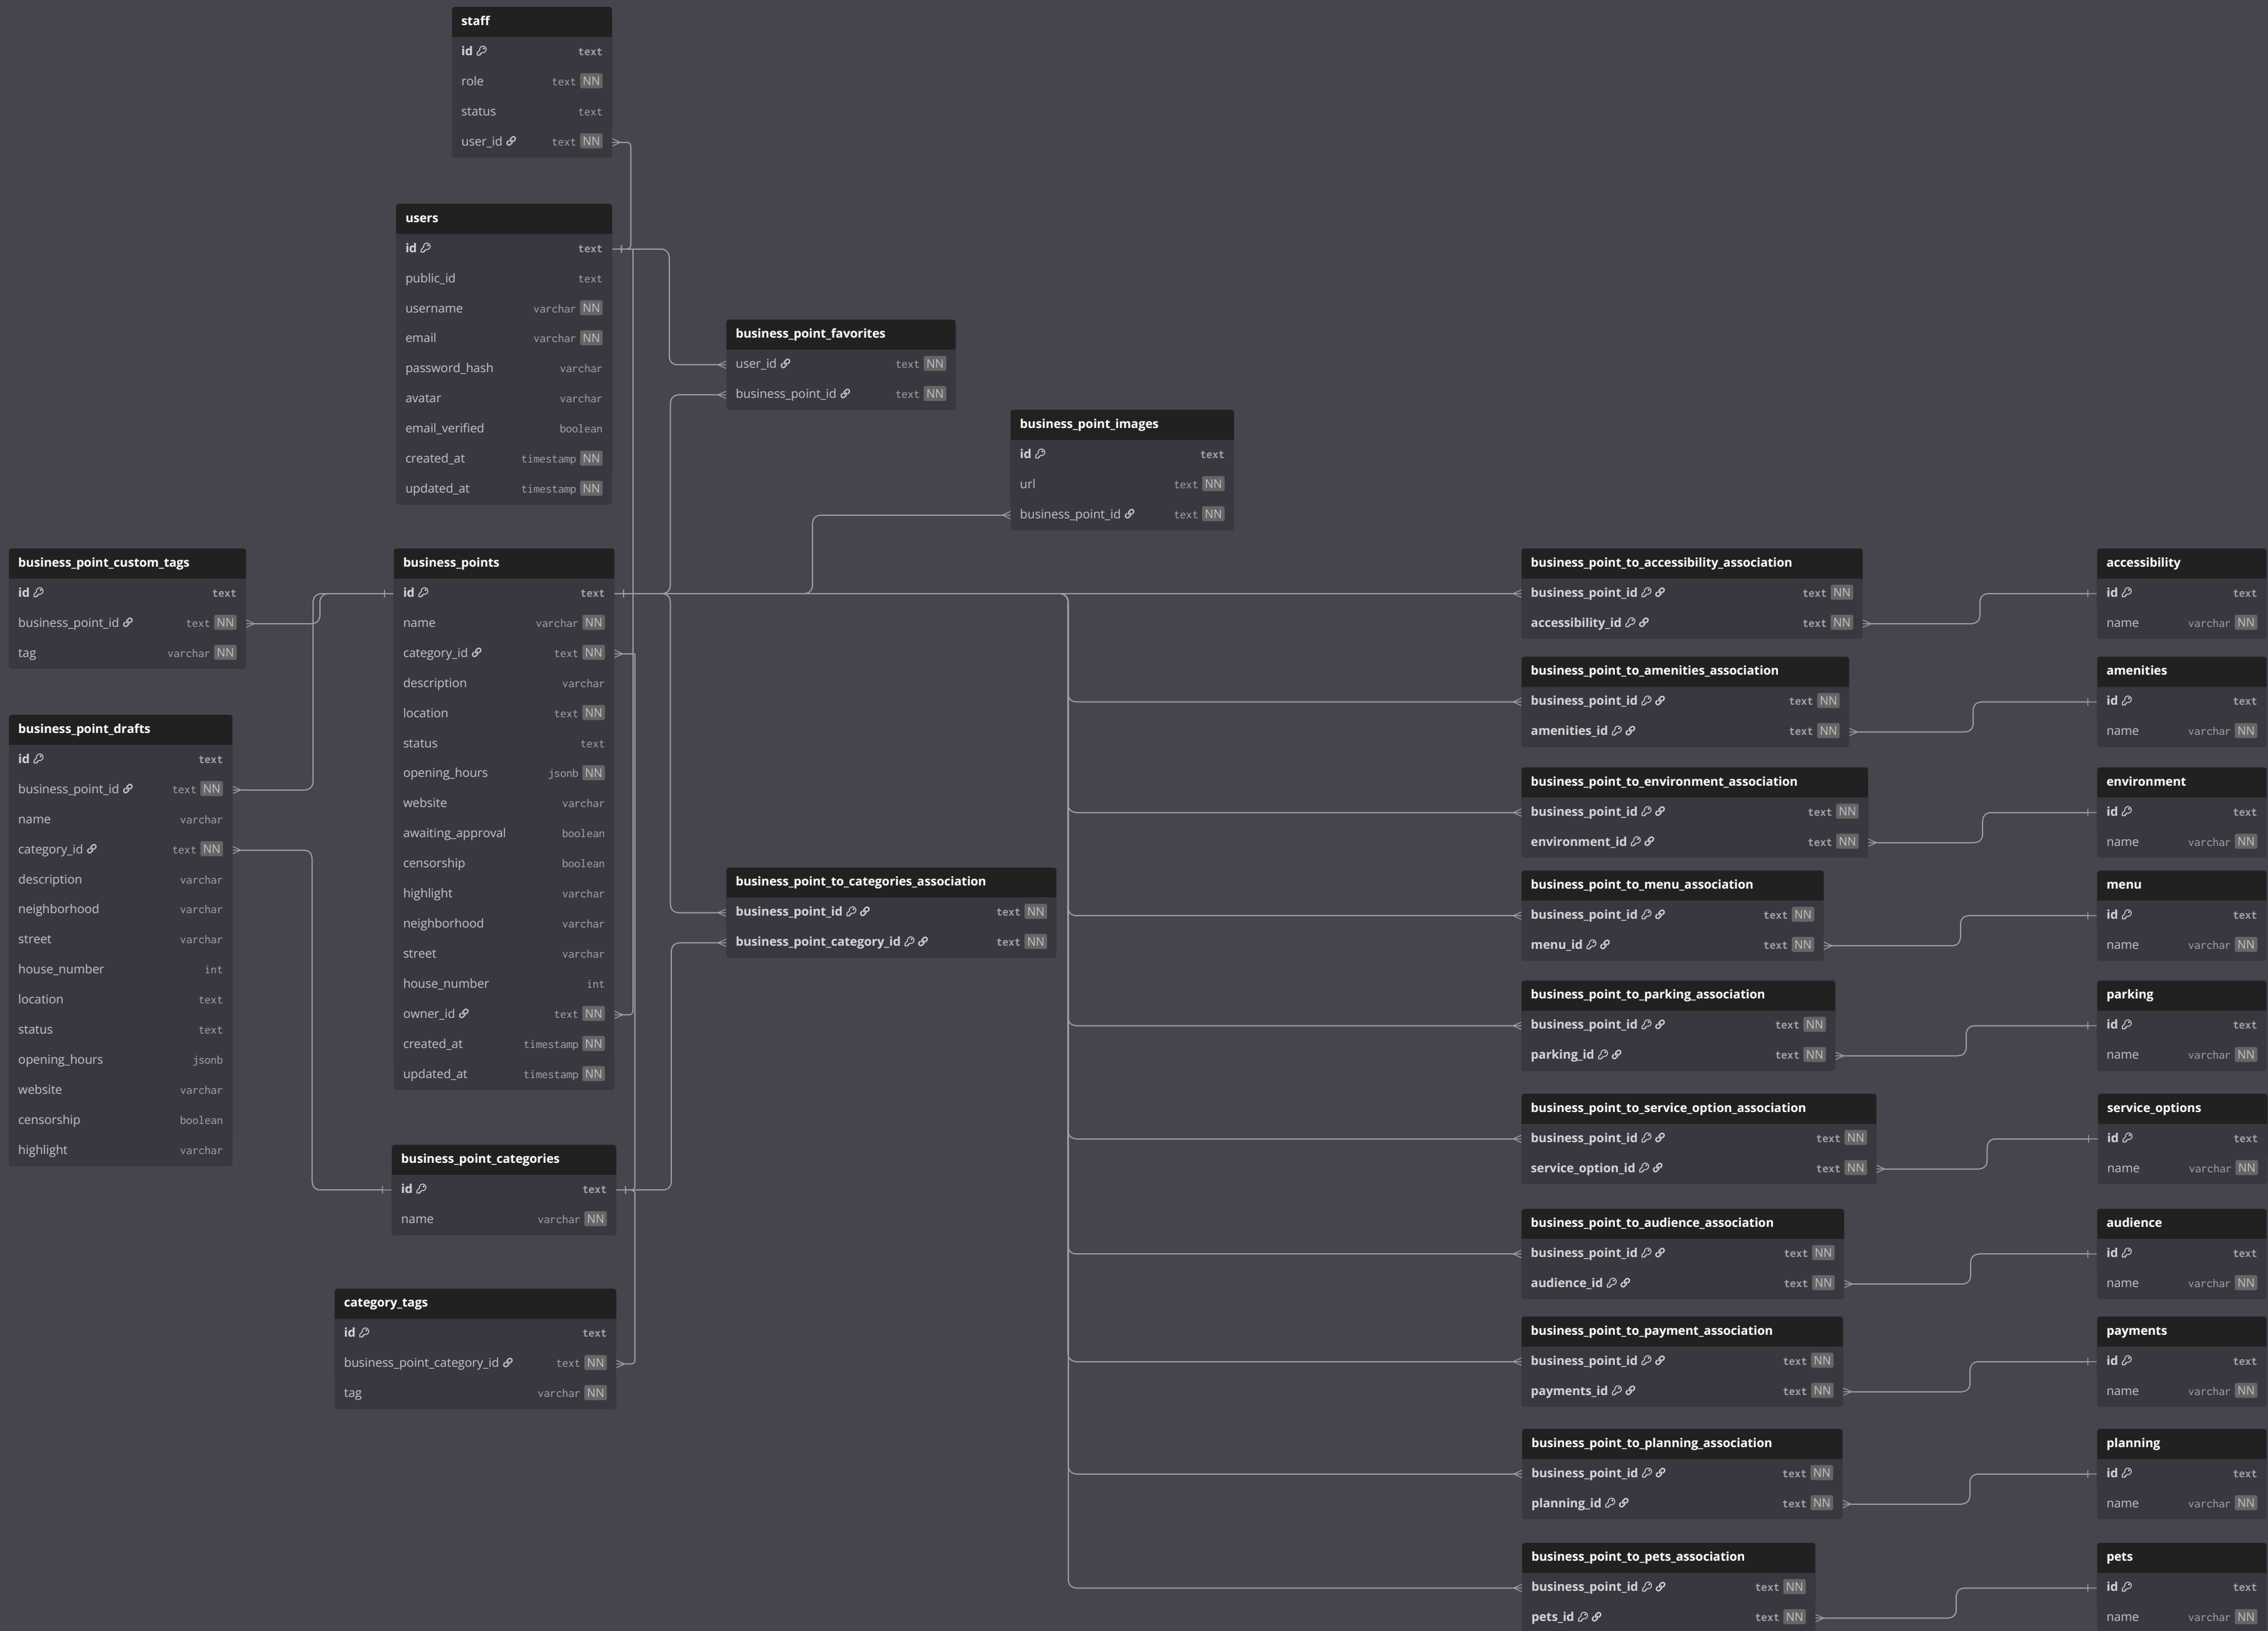 staff
id text
role text NN
status text
user_id text NN
users
id text
public_id text
username varchar NN
email varchar NN
password_hash varchar
avatar varchar
email_verified boolean
created_at timestamp NN
updated_at timestamp NN
business_point_favorites
user_id text NN
business_point_id text NN
business_point_images
id text
url text NN
business_point_id text NN
business_point_custom_tags
id text
business_point_id text NN
tag varchar NN
business_point_drafts
id text
business_point_id text NN
name varchar
category_id text NN
description varchar
neighborhood varchar
street varchar
house_number int
location text
status text
opening_hours jsonb
website varchar
censorship boolean
highlight varchar
business_points
id text
name varchar NN
category_id text NN
description varchar
location text NN
status text
opening_hours jsonb NN
website varchar
awaiting_approval boolean
censorship boolean
highlight varchar
neighborhood varchar
street varchar
house_number int
owner_id text NN
created_at timestamp NN
updated_at timestamp NN
business_point_categories
id text
name varchar NN
category_tags
id text
business_point_category_id text NN
tag varchar NN
business_point_to_categories_association
business_point_id text NN
business_point_category_id text NN
business_point_to_accessibility_association
business_point_id text NN
accessibility_id text NN
accessibility
id text
name varchar NN
business_point_to_amenities_association
business_point_id text NN
amenities_id text NN
amenities
id text
name varchar NN
business_point_to_environment_association
business_point_id text NN
environment_id text NN
environment
id text
name varchar NN
business_point_to_menu_association
business_point_id text NN
menu_id text NN
menu
id text
name varchar NN
business_point_to_parking_association
business_point_id text NN
parking_id text NN
parking
id text
name varchar NN
business_point_to_service_option_association
business_point_id text NN
service_option_id text NN
service_options
id text
name varchar NN
business_point_to_audience_association
business_point_id text NN
audience_id text NN
audience
id text
name varchar NN
business_point_to_payment_association
business_point_id text NN
payments_id text NN
payments
id text
name varchar NN
business_point_to_planning_association
business_point_id text NN
planning_id text NN
planning
id text
name varchar NN
business_point_to_pets_association
business_point_id text NN
pets_id text NN
pets
id text
name varchar NN